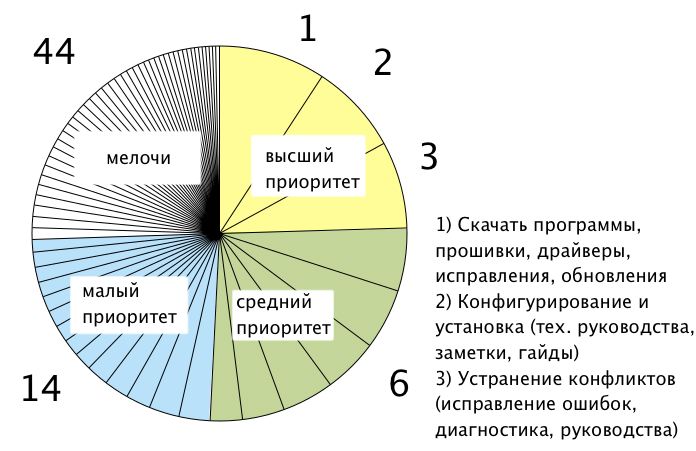 44
1
2
3
мелочи
высший
приоритет
малый
приоритет
средний
приоритет
14
6
1) Скачать программы,
прошивки, драйверы,
исправления, обновления
2) Конфигурирование и
установка (тех. руководства,
заметки, гайды)
3) Устранение конфликтов
(исправление ошибок,
диагностика, руководства)